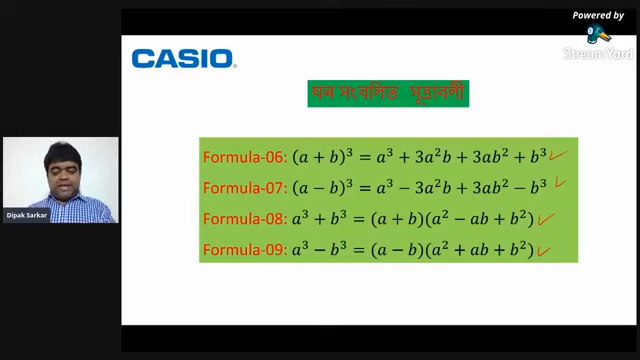 Powered by
StreamYard
CASIO
ঘন সংবলিত সূত্রাবলী
Formula-06: (a + b)³ = a³ + 3a²b + 3ab² + b³
Formula-07: (a − b)³ = a³ − 3a²b + 3ab² − b³
Formula-08: a³ + b³ = (a + b)(a² − ab + b²)
Formula-09: a³ − b³ = (a − b)(a² + ab + b²)
Dipak Sarkar